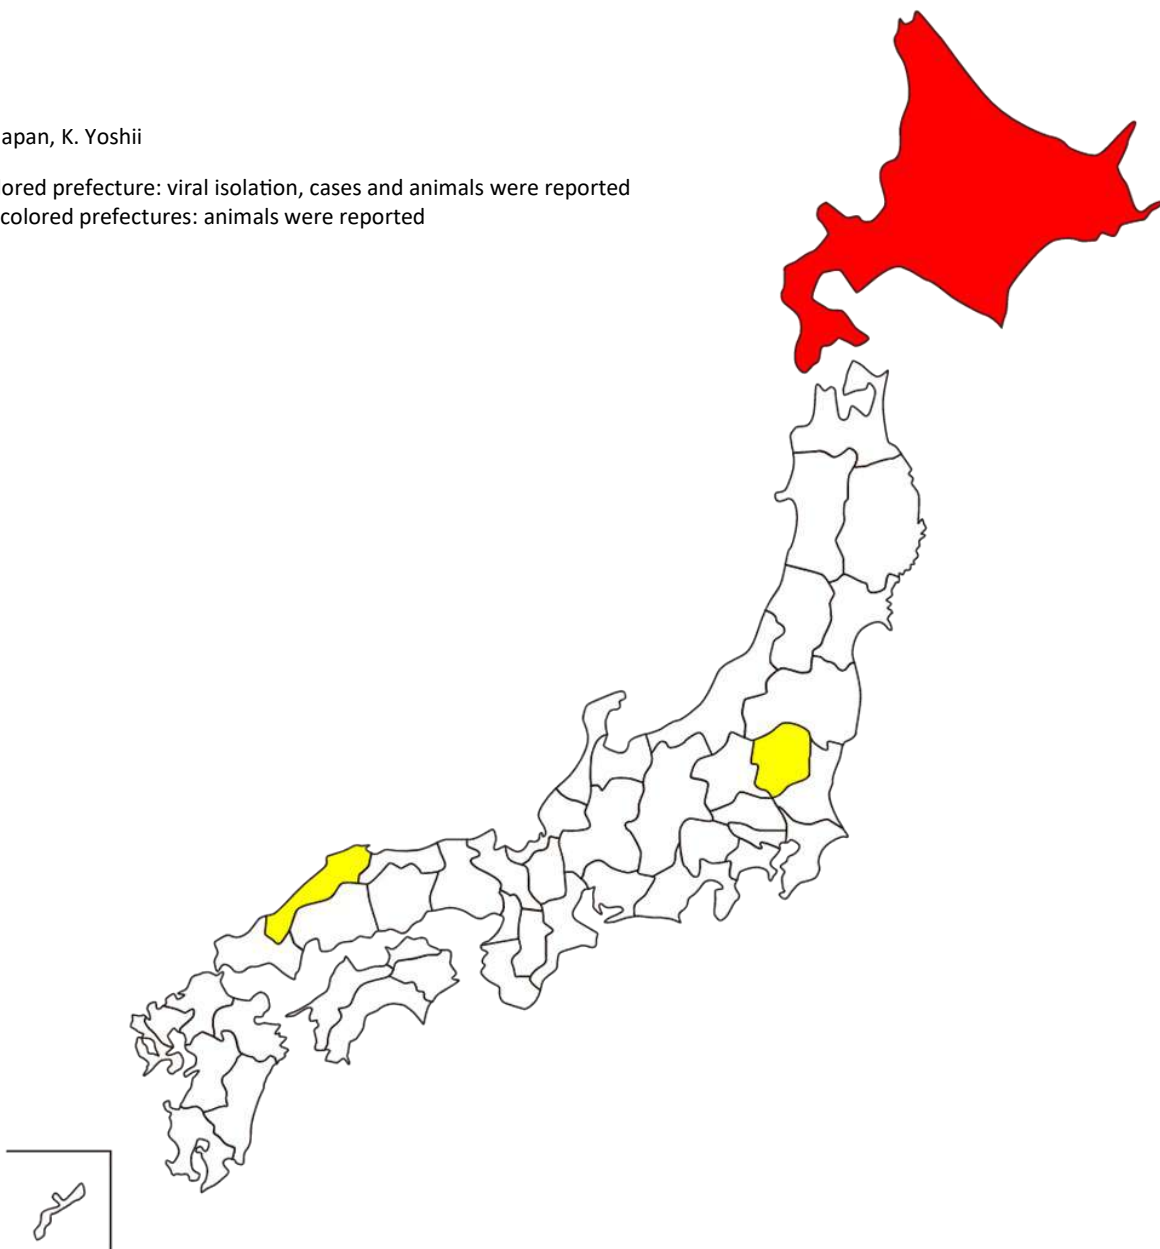 apan, K. Yoshii
ored prefecture: viral isolation, cases and animals were reported
colored prefectures: animals were reported